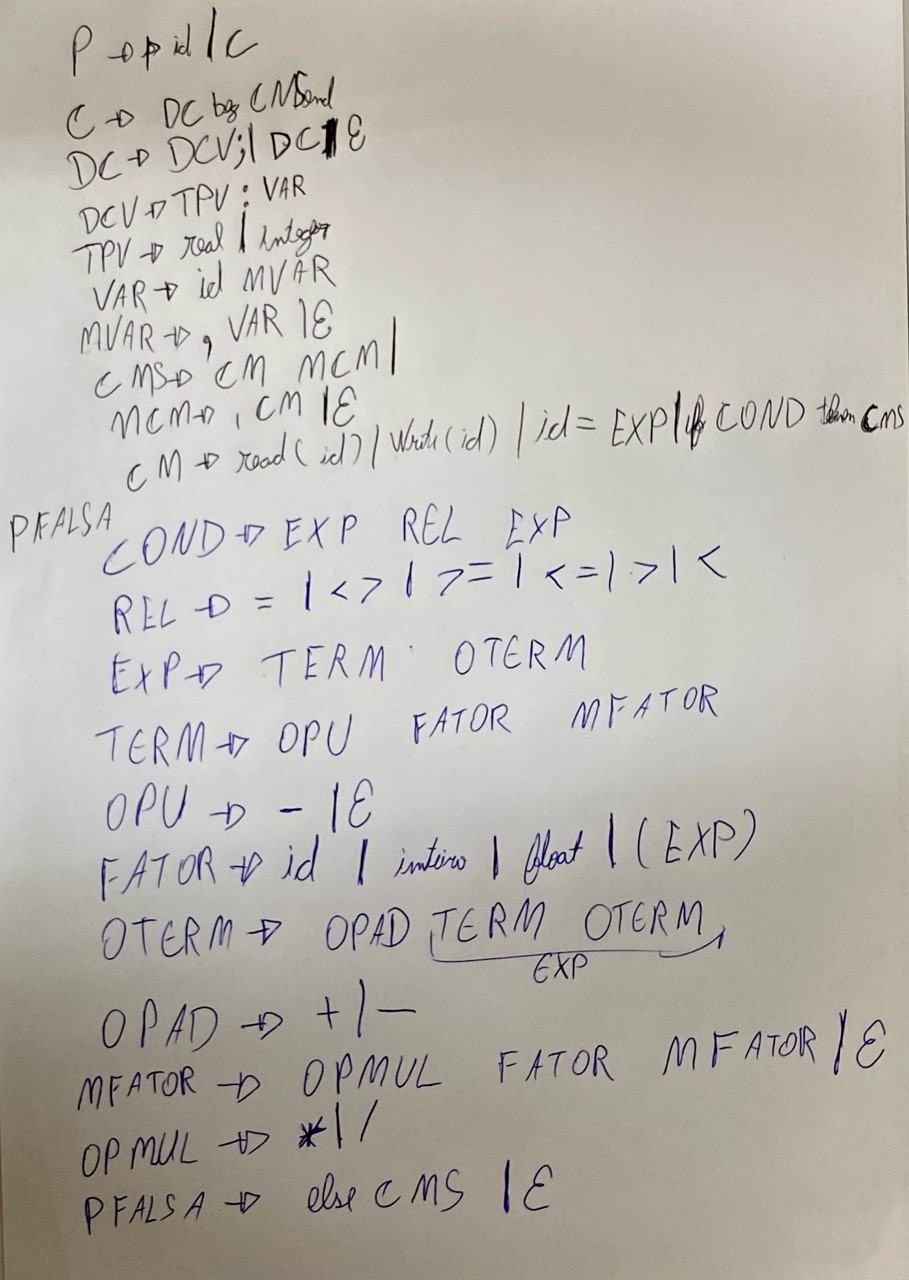 P → p id | C
C → DC beg CMS end
DC → DCV; | DC | ε
DCV → TPV : VAR
TPV → real | integer
VAR → id MVAR
MVAR → , VAR | ε
CMS → CM MCM |
MCM → , CM | ε
CM → read(id) | Write(id) | id = EXP | if COND then CMS
PFALSA
COND → EXP REL EXP
REL → = | <> | >= | <= | > | <
EXP → TERM OTERM
TERM → OPU FATOR MFATOR
OPU → - | ε
FATOR → id | inteiro | float | (EXP)
OTERM → OPAD TERM OTERM
EXP
OPAD → + | -
MFATOR → OPMUL FATOR MFATOR | ε
OPMUL → * | /
PFALSA → else CMS | ε